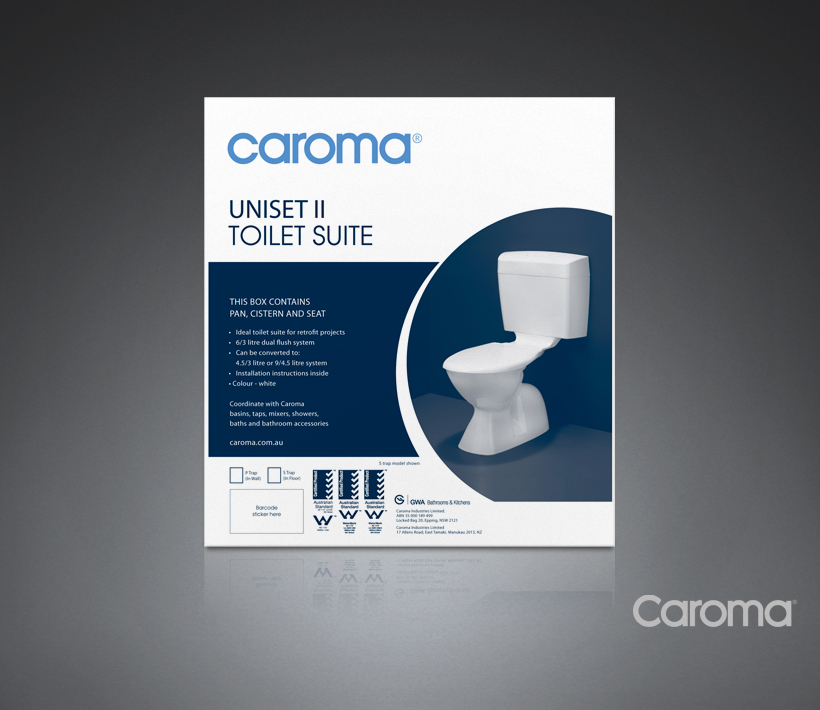 caroma®
UNISET II
TOILET SUITE
THIS BOX CONTAINS
PAN, CISTERN AND SEAT
• Ideal toilet suite for retrofit projects
• 6/3 litre dual flush system
• Can be converted to:
4.5/3 litre or 9/4.5 litre system
• Installation instructions inside
• Colour - white
Coordinate with Caroma
basins, taps, mixers, showers,
baths and bathroom accessories
caroma.com.au
S trap model shown
P Trap
(In Wall)
S Trap
(In Floor)
Barcode
sticker here
Australian
Standard
Australian
Standard
Australian
Standard
GWA Bathrooms & Kitchens
Caroma Industries Limited.
Locked Bag 20, Epping, NSW 2121
Caroma Industries Limited
Caroma®